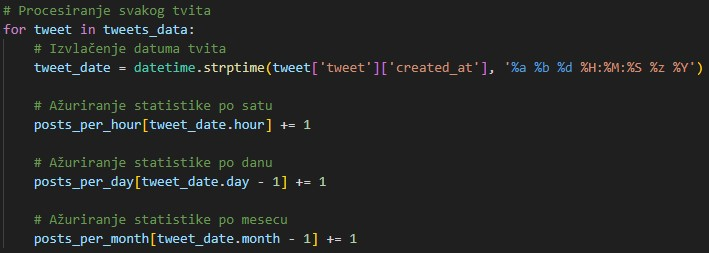 # Procesiranje svakog tvita
for tweet in tweets_data:
    # Izvlačenje datuma tvita
    tweet_date = datetime.strptime(tweet['tweet']['created_at'], '%a %b %d %H:%M:%S %z %Y')
    # Ažuriranje statistike po satu
    posts_per_hour[tweet_date.hour] += 1
    # Ažuriranje statistike po danu
    posts_per_day[tweet_date.day - 1] += 1
    # Ažuriranje statistike po mesecu
    posts_per_month[tweet_date.month - 1] += 1